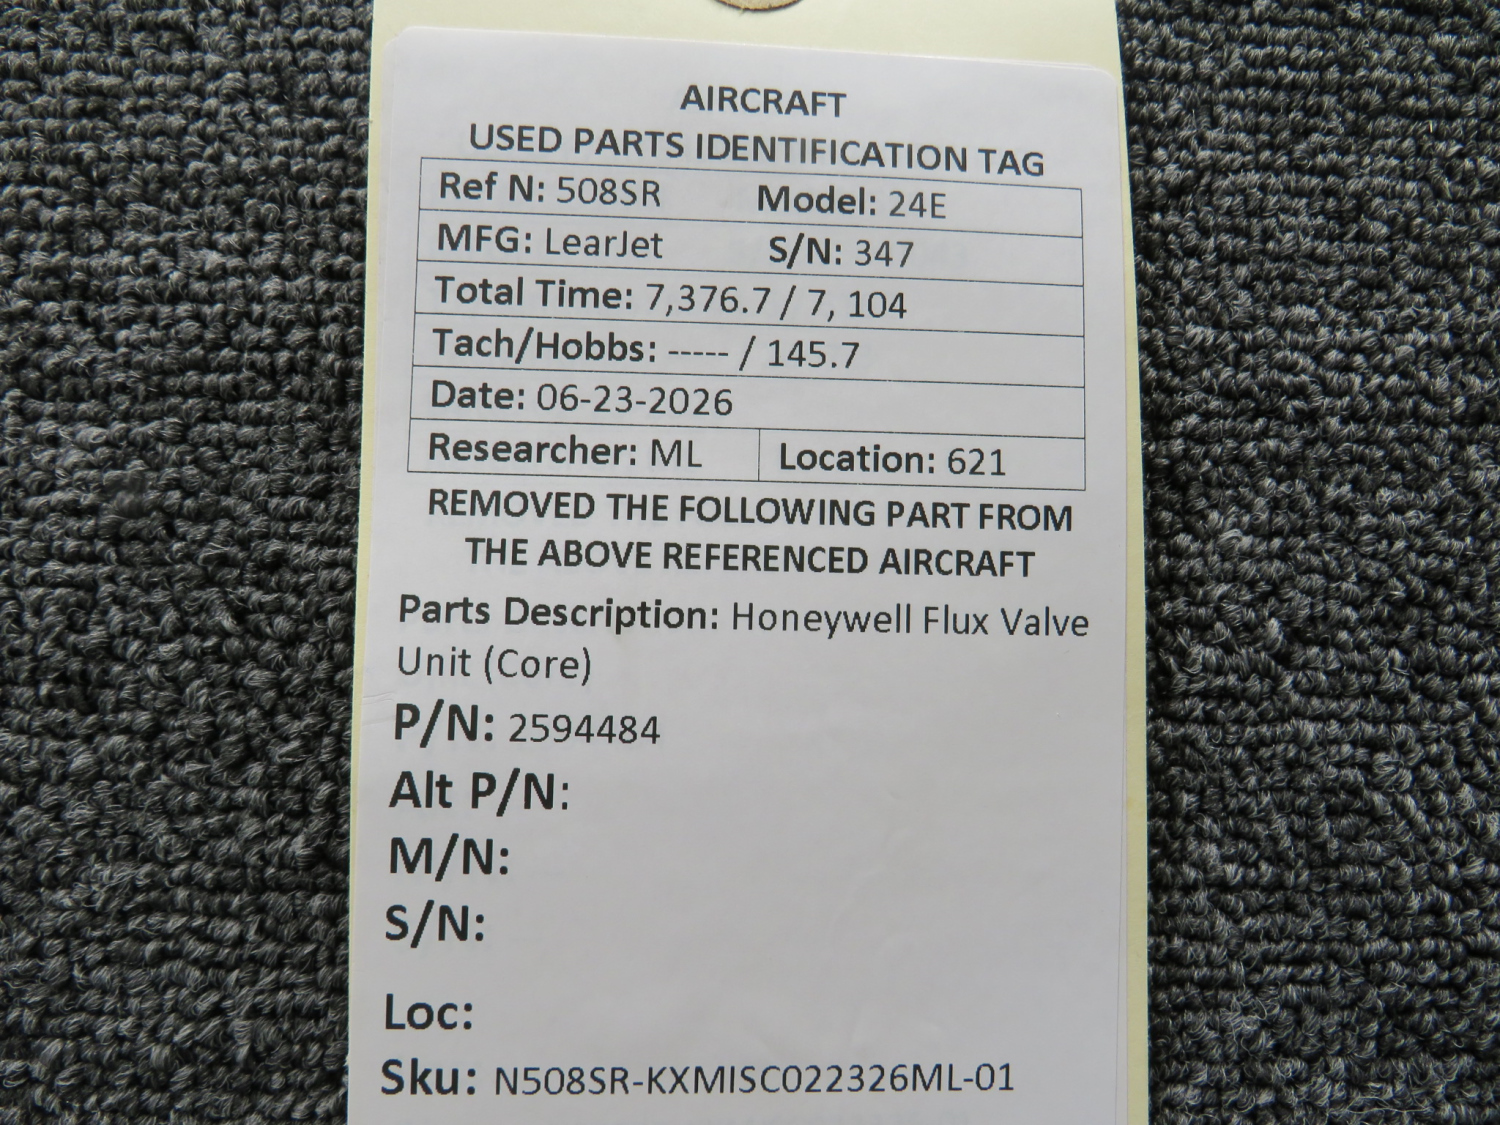 AIRCRAFT
USED PARTS IDENTIFICATION TAG
Ref N: 508SR Model: 24E
MFG: LearJet S/N: 347
Total Time: 7,376.7 / 7, 104
Tach/Hobbs: ----- / 145.7
Date: 06-23-2026
Researcher: ML Location: 621
REMOVED THE FOLLOWING PART FROM
THE ABOVE REFERENCED AIRCRAFT
Parts Description: Honeywell Flux Valve
Unit (Core)
P/N: 2594484
Alt P/N:
M/N:
S/N:
Loc:
Sku: N508SR-KXMISC022326ML-01